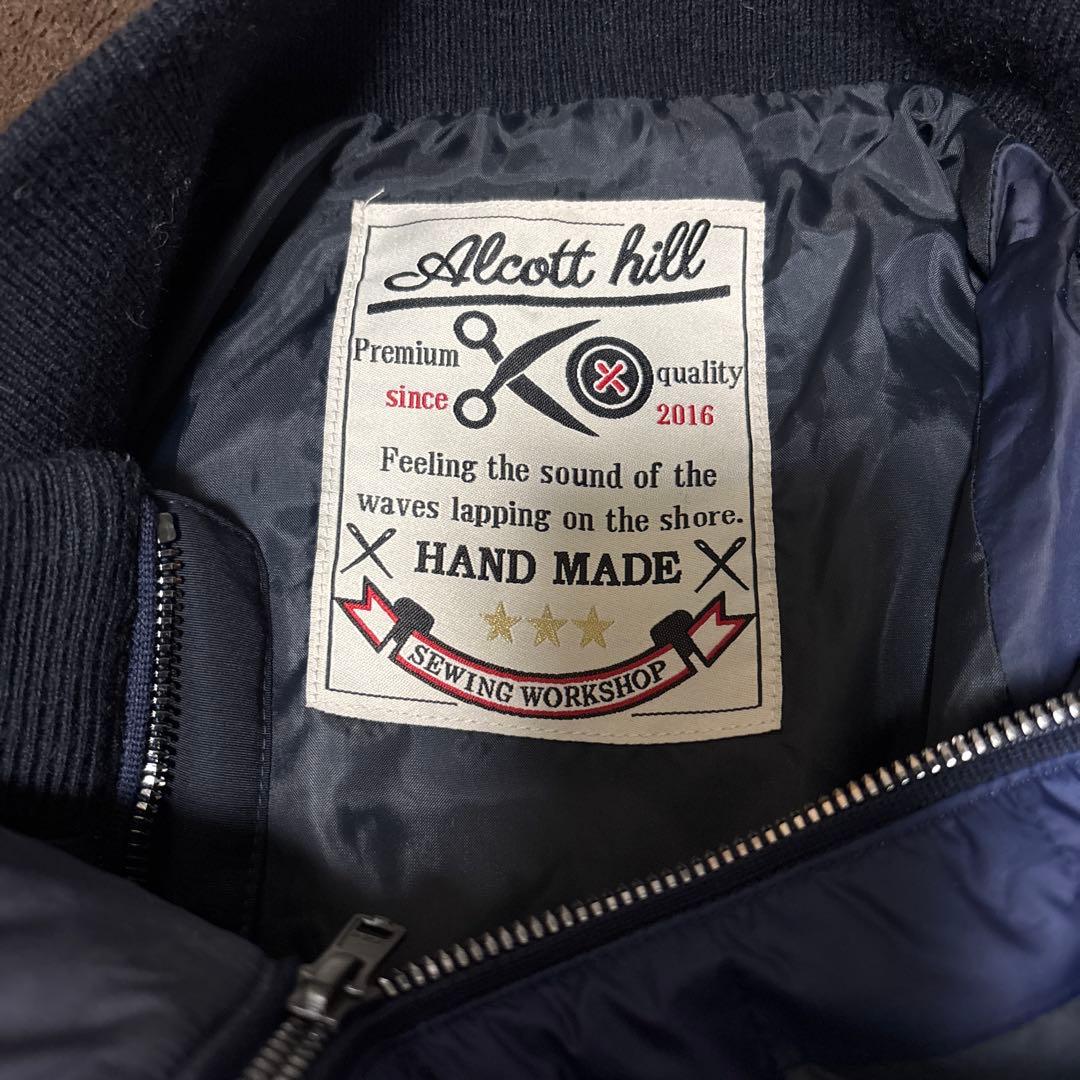 Alcott hill
Premium quality
since 2016
Feeling the sound of the
waves lapping on the shore.
HAND MADE
SEWING WORKSHOP